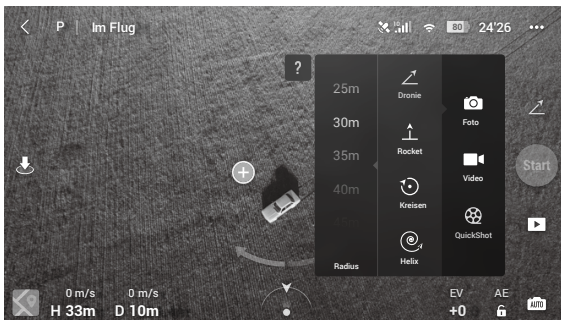 P | Im Flug
80 24'26
?
25m
30m
35m
40m
45
Radius
Dronie
Rocket
Kreisen
Helix
Foto
Video
QuickShot
Start
0 m/s 0 m/s
H 33m D 10m
EV AE
+0
AUTO